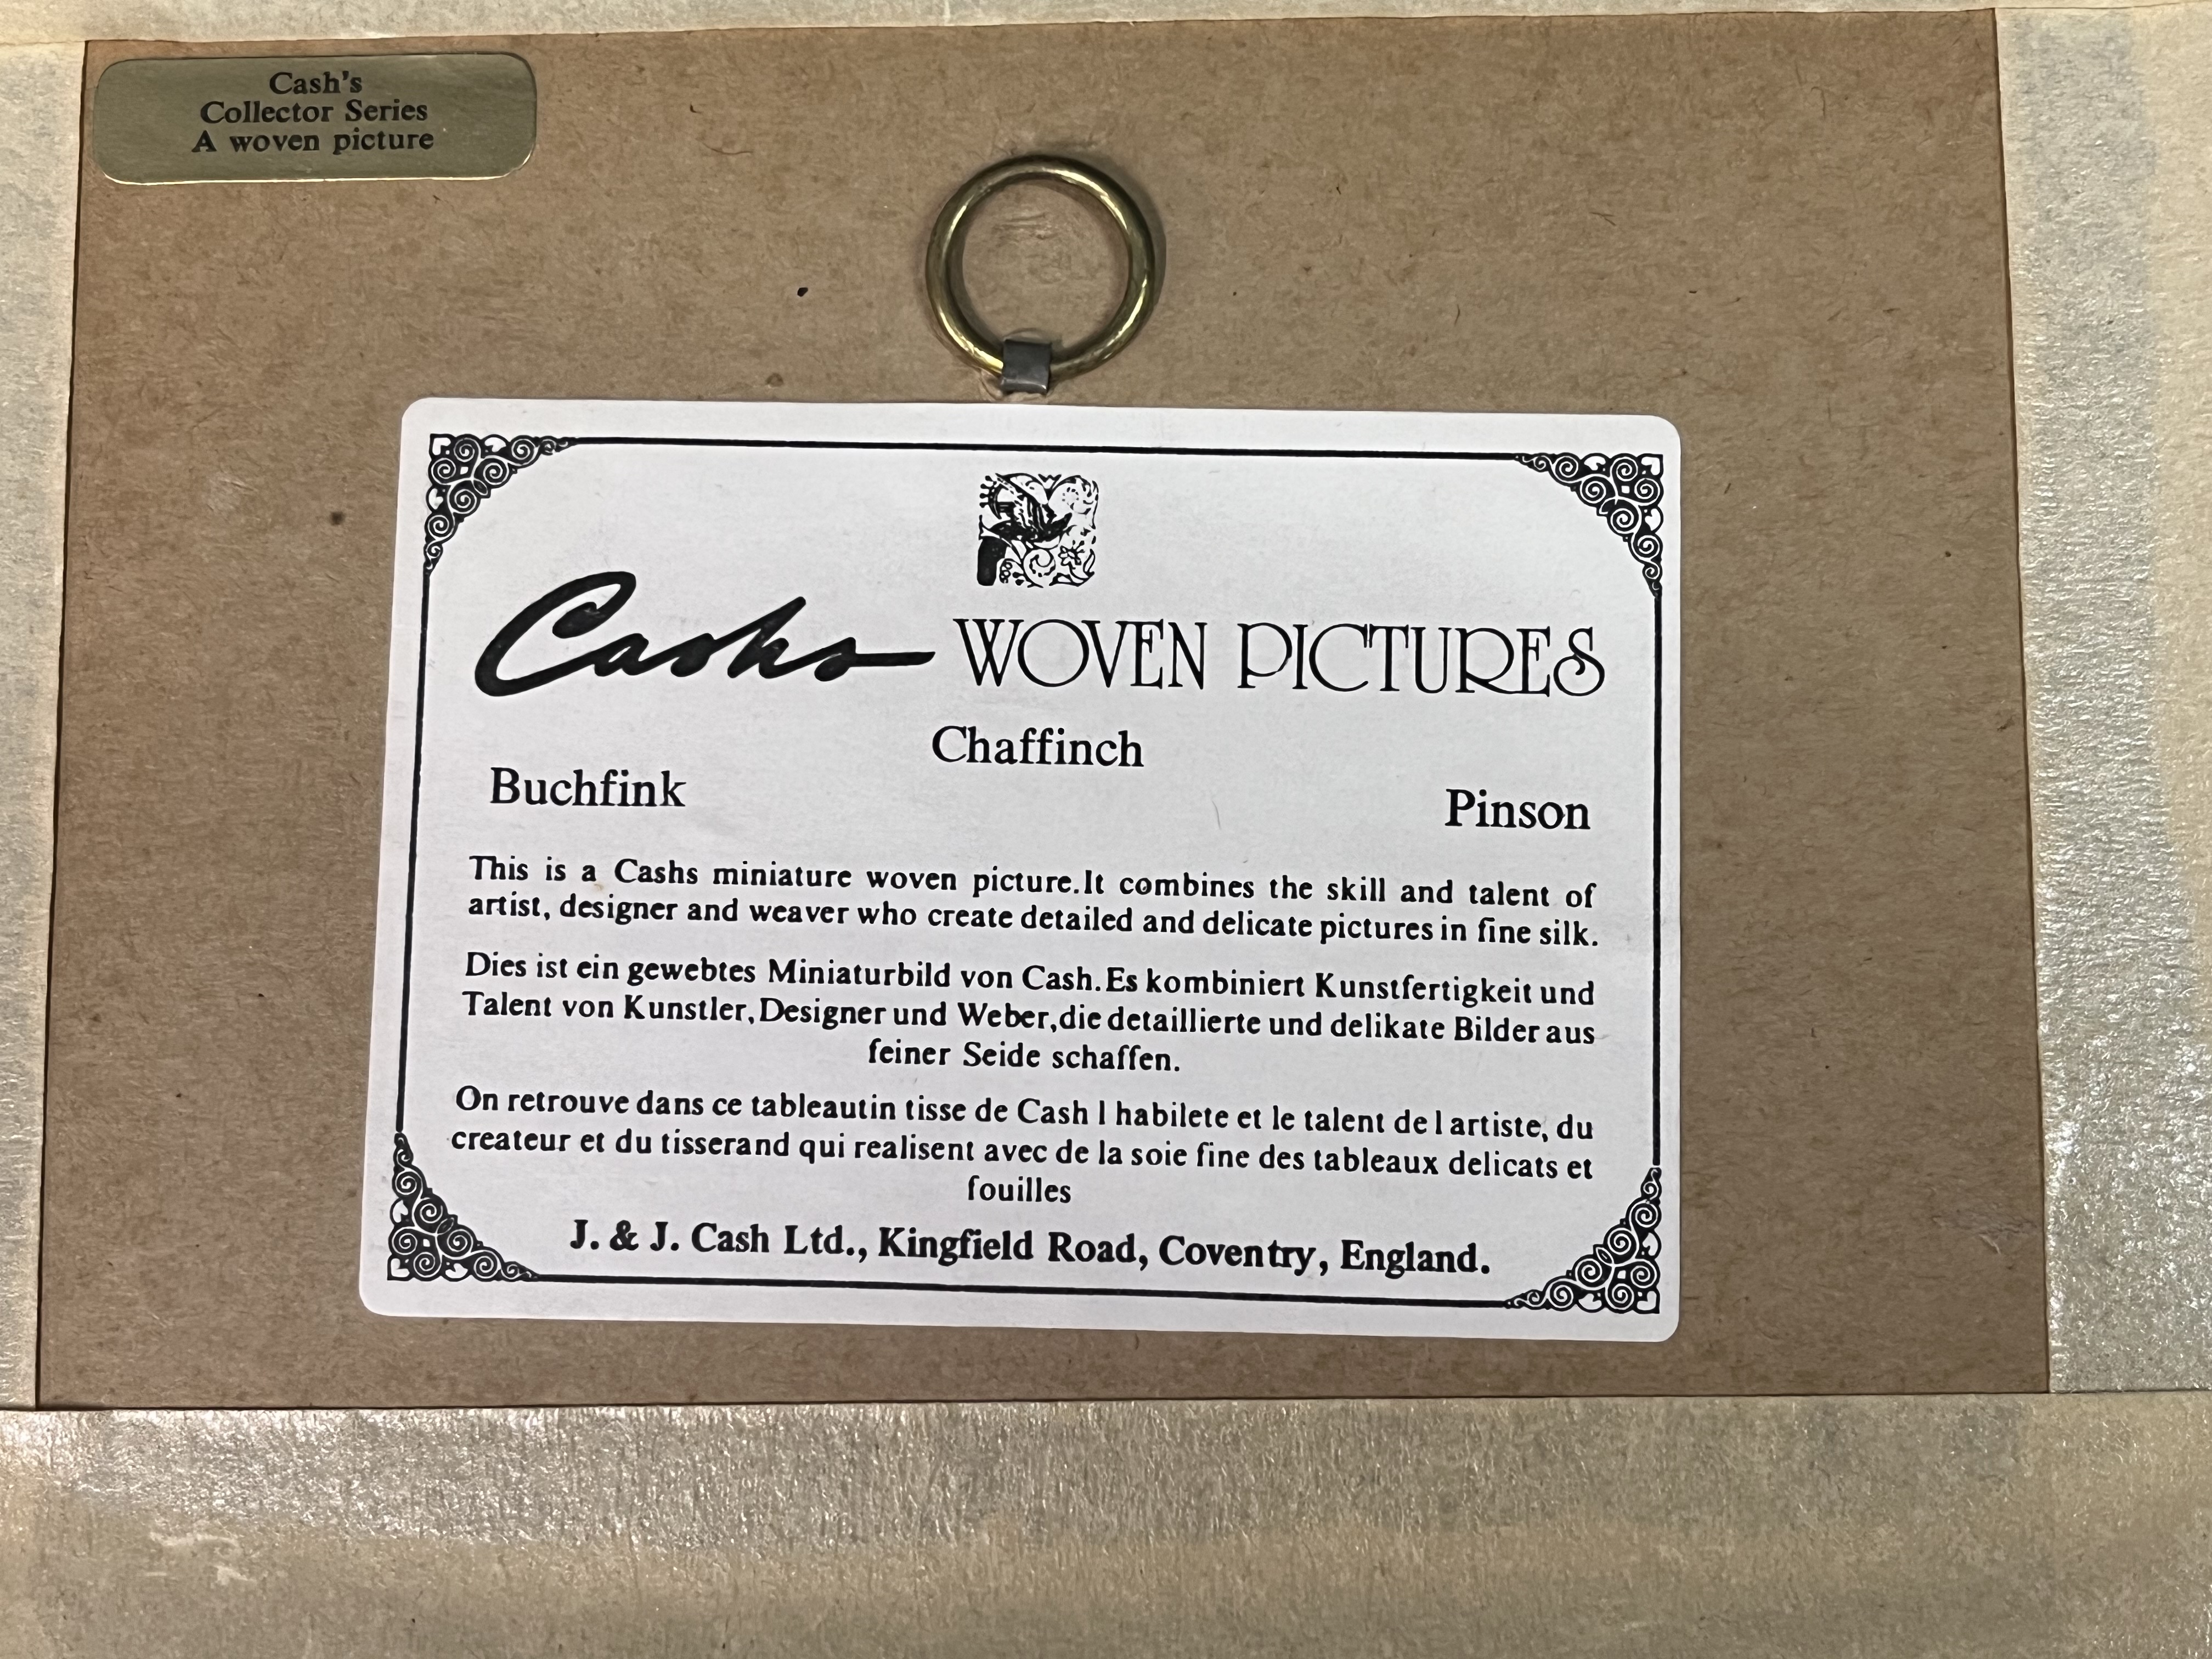 Cash's
Collector Series
A woven picture
Cashs WOVEN PICTURES
Chaffinch
Buchfink
Pinson
This is a Cashs miniature woven picture.It combines the skill and talent of
artist, designer and weaver who create detailed and delicate pictures in fine silk.
Dies ist ein gewebtes Miniaturbild von Cash.Es kombiniert Kunstfertigkeit und
Talent von Kunstler,Designer und Weber,die detaillierte und delikate Bilder aus
feiner Seide schaffen.
On retrouve dans ce tableautin tisse de Cash l habilete et le talent de l artiste, du
createur et du tisserand qui realisent avec de la soie fine des tableaux delicats et
fouilles
J. & J. Cash Ltd., Kingfield Road, Coventry, England.